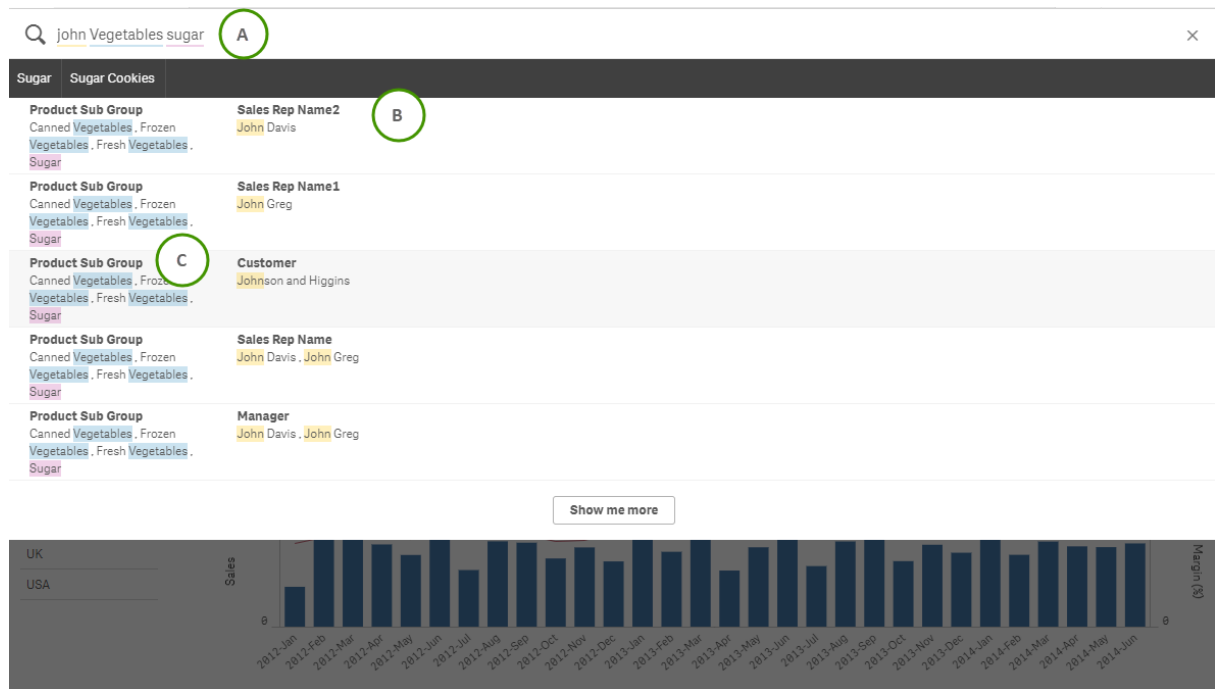 john Vegetables sugar A
Sugar Sugar Cookies
Product Sub Group Sales Rep Name2 B
Canned Vegetables , Frozen John Davis
Vegetables , Fresh Vegetables ,
Sugar
Product Sub Group Sales Rep Name1
Canned Vegetables , Frozen John Greg
Vegetables , Fresh Vegetables ,
Sugar
Product Sub Group C Customer
Canned Vegetables , Froze Johnson and Higgins
Vegetables , Fresh Vegetables ,
Sugar
Product Sub Group Sales Rep Name
Canned Vegetables , Frozen John Davis , John Greg
Vegetables , Fresh Vegetables ,
Sugar
Product Sub Group Manager
Canned Vegetables , Frozen John Davis , John Greg
Vegetables , Fresh Vegetables ,
Sugar
Show me more
UK
USA
Sales
Margin (%)
0 0
2012-Jan 2012-Feb 2012-Mar 2012-Apr 2012-May 2012-Jun 2012-Jul 2012-Aug 2012-Sep 2012-Oct 2012-Nov 2012-Dec 2013-Jan 2013-Feb 2013-Mar 2013-Apr 2013-May 2013-Jun 2013-Jul 2013-Aug 2013-Sep 2013-Oct 2013-Nov 2013-Dec 2014-Jan 2014-Feb 2014-Mar 2014-Apr 2014-May 2014-Jun